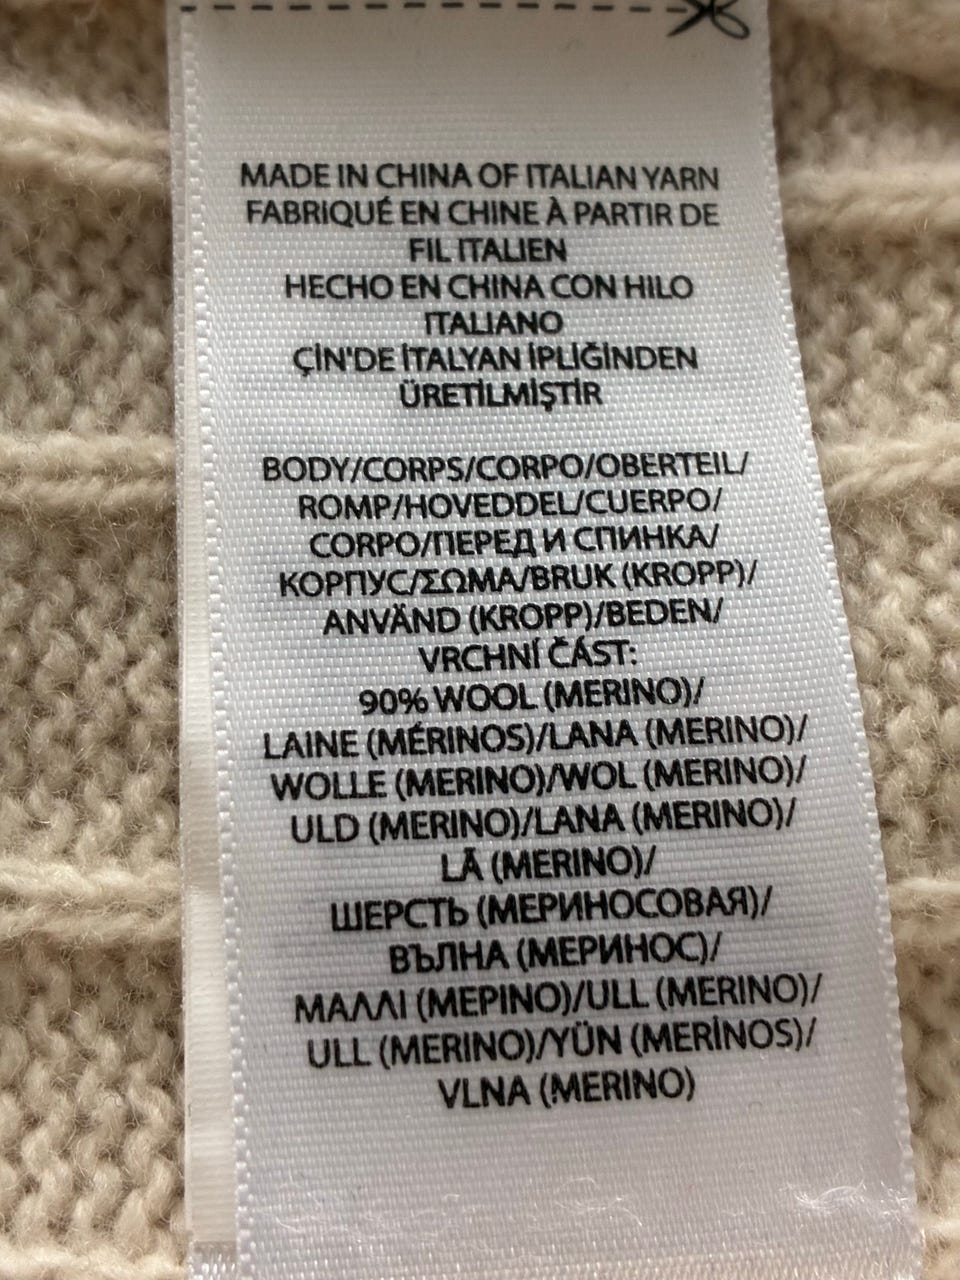 MADE IN CHINA OF ITALIAN YARN
FABRIQUÉ EN CHINE À PARTIR DE
FIL ITALIEN
HECHO EN CHINA CON HILO
ITALIANO
ÇİN'DE İTALYAN İPLİĞİNDEN
ÜRETİLMİŞTİR
BODY/CORPS/CORPO/OBERTEIL/
ROMP/HOVEDDEL/CUERPO/
CORPO/ПЕРЕД И СПИНКА/
КОРПУС/ΣΩΜΑ/BRUK (KROPP)/
ANVÄND (KROPP)/BEDEN/
VRCHNÍ ČÁST:
90% WOOL (MERINO)/
LAINE (MÉRINOS)/LANA (MERINO)/
WOLLE (MERINO)/WOL (MERINO)/
ULD (MERINO)/LANA (MERINO)/
LÃ (MERINO)/
ШЕРСТЬ (МЕРИНОСОВАЯ)/
ВЪЛНА (МЕРИНОС)/
ΜΑΛΛΙ (ΜΕΡΙΝΟ)/ULL (MERINO)/
ULL (MERINO)/YÜN (MERİNOS)/
VLNA (MERINO)